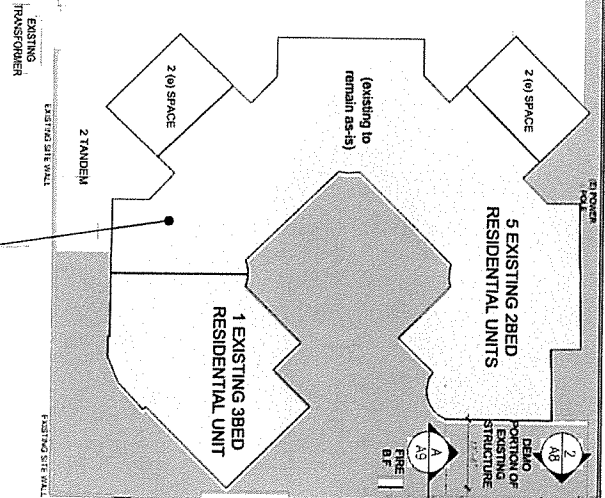 EXISTING
TRANSFORMER
EXISTING SITE WALL
2 TANDEM
2 (e) SPACE
(existing to
remain as-is)
2 (e) SPACE
(E) POWER
POLE
5 EXISTING 2BED
RESIDENTIAL UNITS
1 EXISTING 3BED
RESIDENTIAL UNIT
DEMO
PORTION OF
EXISTING
STRUCTURE
2
A8
A
A9
FIRE
B.F
EXISTING SITE WALL